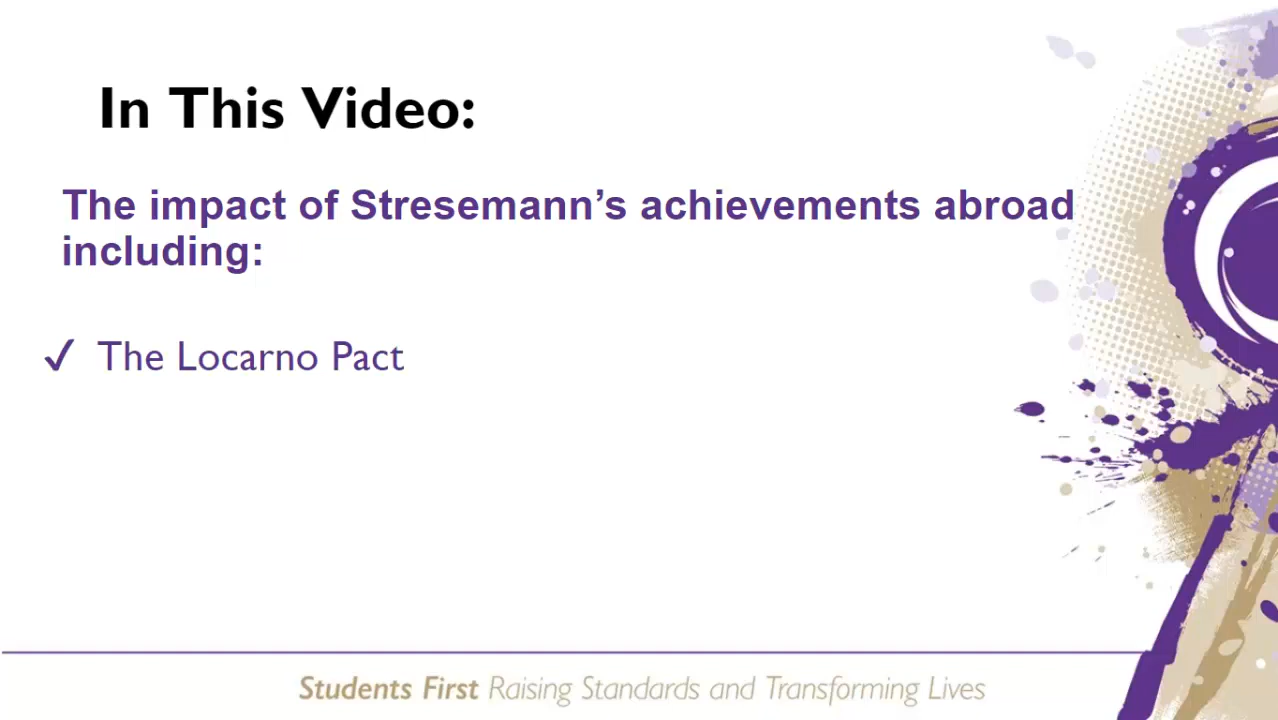 In This Video:
The impact of Stresemann’s achievements abroad
including:
✓ The Locarno Pact
Students First Raising Standards and Transforming Lives